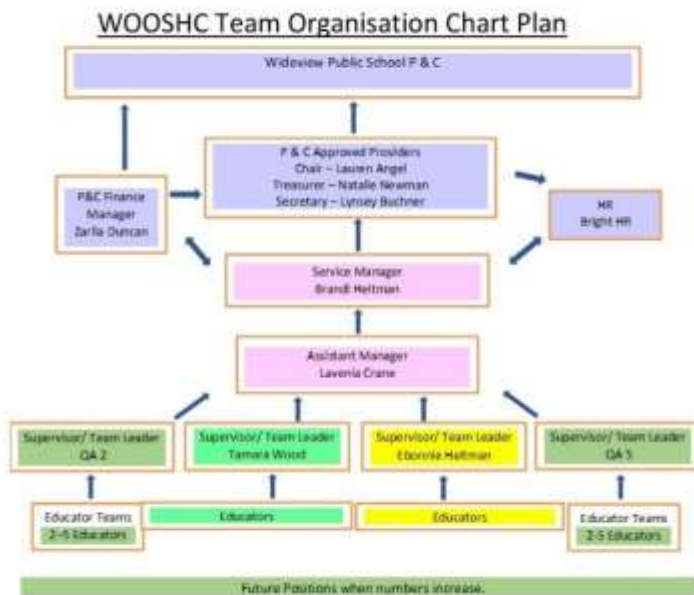 WOOSHC Team Organisation Chart Plan
Wideview Public School P & C
P & C Approved Providers
Chair – Lauren Angel
Treasurer – Natalie Newman
Secretary – Lynsey Buchner
P&C Finance
Manager
Zarlia Duncan
HR
Bright HR
Service Manager
Brandi Heltman
Assistant Manager
Lavenia Crane
Supervisor/ Team Leader
QA 2
Supervisor/ Team Leader
Tamara Wood
Supervisor/ Team Leader
Ebonnie Heltman
Supervisor/ Team Leader
QA 5
Educator Teams
2–5 Educators
Educators
Educators
Educator Teams
2-5 Educators
Future Positions when numbers increase.